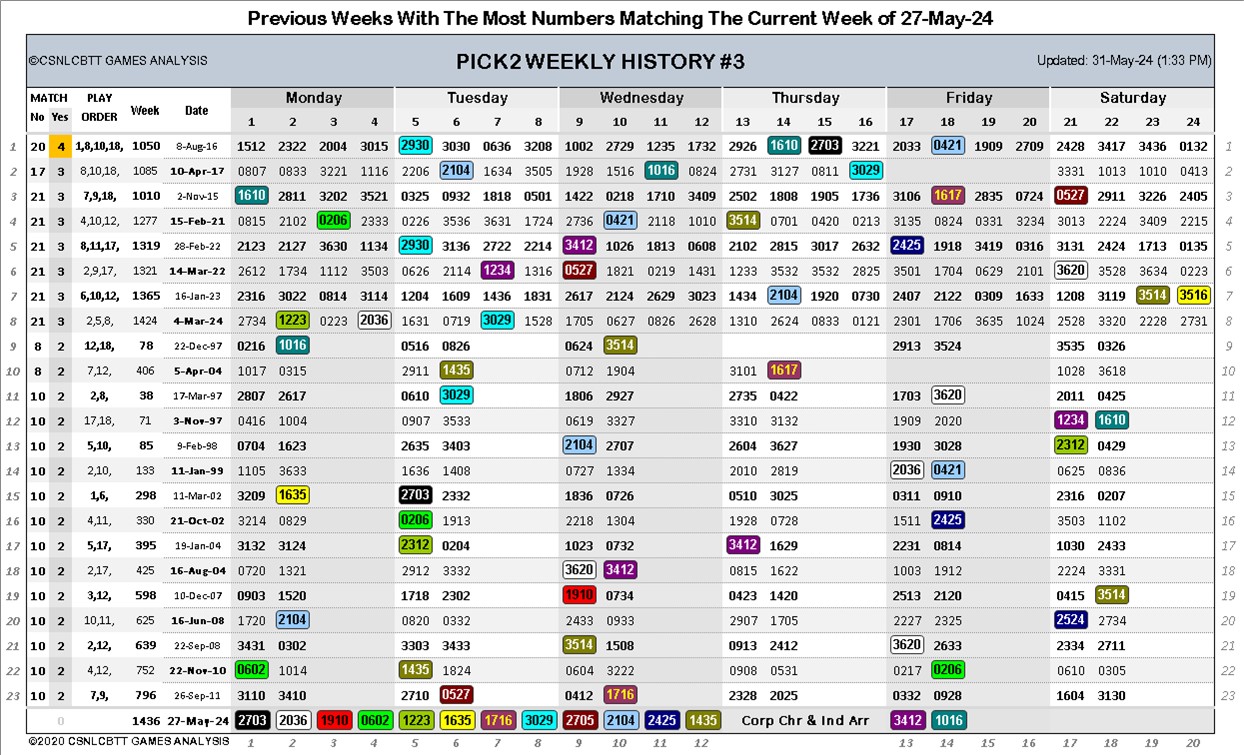 Previous Weeks With The Most Numbers Matching The Current Week of 27-May-24
©CSNLCBTT GAMES ANALYSIS PICK2 WEEKLY HISTORY #3 Updated: 31-May-24 (1:33 PM)
MATCH PLAY Week Date Monday Tuesday Wednesday Thursday Friday Saturday
No Yes ORDER 1 2 3 4 5 6 7 8 9 10 11 12 13 14 15 16 17 18 19 20 21 22 23 24
1 20 4 1,8,10,18, 1050 8-Aug-16 1512 2322 2004 3015 2930 3030 0636 3208 1002 2729 1235 1732 2926 1610 2703 3221 2033 0421 1909 2709 2428 3417 3436 0132 1
2 17 3 8,10,18, 1085 10-Apr-17 0807 0833 3221 1116 2206 2104 1634 3505 1928 1516 1016 0824 2731 3127 0811 3029 3331 1013 1010 0413 2
3 21 3 7,9,18, 1010 2-Nov-15 1610 2811 3202 3521 0325 0932 1818 0501 1422 0218 1710 3409 2015 1808 1905 1736 3106 1617 2835 0724 0527 2911 3226 2405 3
4 21 3 4,10,12, 1277 15-Feb-21 0815 2102 0206 2820 0226 3536 3631 1724 2736 0421 2118 1010 3514 0701 0420 0213 3135 0824 0331 3234 3013 2224 3409 2215 4
5 21 3 8,11,17, 1319 28-Feb-22 2123 2127 3630 1134 2930 3136 2722 2214 3412 1026 1813 0608 2102 2815 3017 2632 2425 1918 3419 0316 3131 2424 1713 0135 5
6 21 3 2,9,17, 1321 14-Mar-22 2612 1734 1112 3503 0626 2114 1234 1316 0527 1821 0219 1431 1233 3532 3532 2825 3501 1704 0629 2101 3620 3528 3634 0223 6
7 21 3 6,10,12, 1365 16-Jan-23 2316 3022 0814 3114 1204 1609 1436 1831 2617 2124 2629 3023 1434 2104 1920 0730 2407 2122 0309 1633 1208 3119 3514 3516 7
8 21 3 2,5,8, 1424 4-Mar-24 2734 1223 0223 2036 1631 0719 3029 1528 1705 0627 0826 2628 1310 2624 0833 0121 2301 1706 3635 1024 2528 3320 2228 2731 8
9 8 2 12,18, 78 22-Dec-97 0216 1016 0516 0826 0624 3514 2913 3524 3535 0326 9
10 8 2 7,12, 406 5-Apr-04 1017 0315 2911 1435 0712 1904 3101 1617 1028 3618 10
11 10 2 2,8, 38 17-Mar-97 2807 2617 0610 3029 1806 2927 2735 0422 1703 3620 2011 0425 11
12 10 2 17,18, 71 3-Nov-97 0416 1004 0907 3533 0619 3327 3310 3132 1909 2020 1234 1610 12
13 10 2 5,10, 85 9-Feb-98 0704 1623 2635 3403 2104 2707 2604 3627 1930 3028 2312 0429 13
14 10 2 2,10, 133 11-Jan-99 1105 3633 1636 1408 0727 1334 2010 2819 2036 0421 0625 0836 14
15 10 2 1,6, 298 11-Mar-02 3209 1635 2703 2332 1836 0726 0510 3025 0311 0910 2316 0207 15
16 10 2 4,11, 330 21-Oct-02 3214 0829 0206 1913 2218 1304 1928 0728 1511 2425 3503 1102 16
17 10 2 5,17, 395 19-Jan-04 3132 3124 2312 0204 1023 0732 3412 1629 2231 0814 1030 2433 17
18 10 2 2,17, 425 16-Aug-04 0720 1321 2912 3332 3620 3412 0815 1622 1003 1912 2224 3331 18
19 10 2 3,12, 598 10-Dec-07 0903 1520 1718 2302 1910 0734 0423 1420 2513 2120 0415 3514 19
20 10 2 10,11, 625 16-Jun-08 1720 2104 0820 0332 2433 0933 2907 1705 2227 2325 2524 2734 20
21 10 2 2,12, 639 22-Sep-08 3431 0302 3303 3433 3514 1508 0913 2412 3620 2633 2334 2711 21
22 10 2 4,12, 752 22-Nov-10 0602 1014 1435 1824 0604 3222 0908 0531 0217 0206 0610 0305 22
23 10 2 7,9, 796 26-Sep-11 3110 3410 2710 0527 0412 1716 2328 2025 0332 0928 1604 3130 23
0 1436 27-May-24 2703 2036 1910 0602 1223 1635 1716 3029 2705 2104 2425 1435 Corp Chr & Ind Arr 3412 1016
©2020 CSNLCBTT GAMES ANALYSIS 1 2 3 4 5 6 7 8 9 10 11 12 13 14 15 16 17 18 19 20